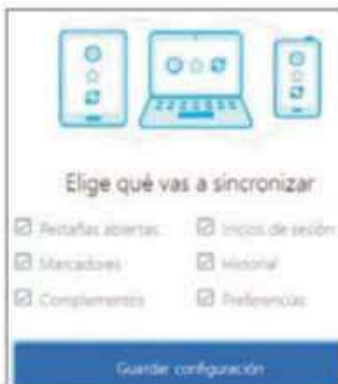 Elige qué vas a sincronizar
Pestañas abiertas
Inicios de sesión
Marcadores
Historial
Complementos
Preferencias
Guardar configuración